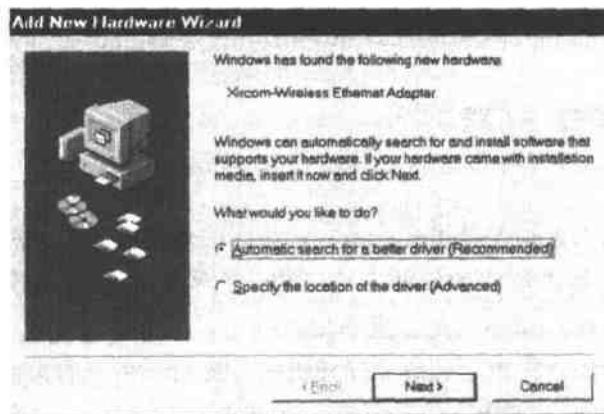 Add New Hardware Wizard
Windows has found the following new hardware:
Xircom-Wireless Ethernet Adapter
Windows can automatically search for and install software that
supports your hardware. If your hardware came with installation
media, insert it now and click Next.
What would you like to do?
Automatic search for a better driver (Recommended)
Specify the location of the driver (Advanced)
< Back
Next >
Cancel